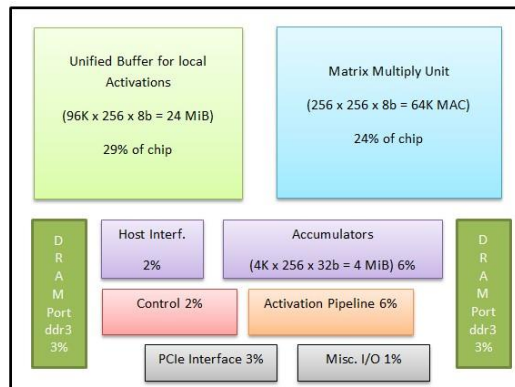 Unified Buffer for local
Activations
(96K x 256 x 8b = 24 MiB)
29% of chip
Matrix Multiply Unit
(256 x 256 x 8b = 64K MAC)
24% of chip
D
R
A
M
Port
ddr3
3%
Host Interf.
2%
Accumulators
(4K x 256 x 32b = 4 MiB) 6%
D
R
A
M
Port
ddr3
3%
Control 2%
Activation Pipeline 6%
PCIe Interface 3%
Misc. I/O 1%